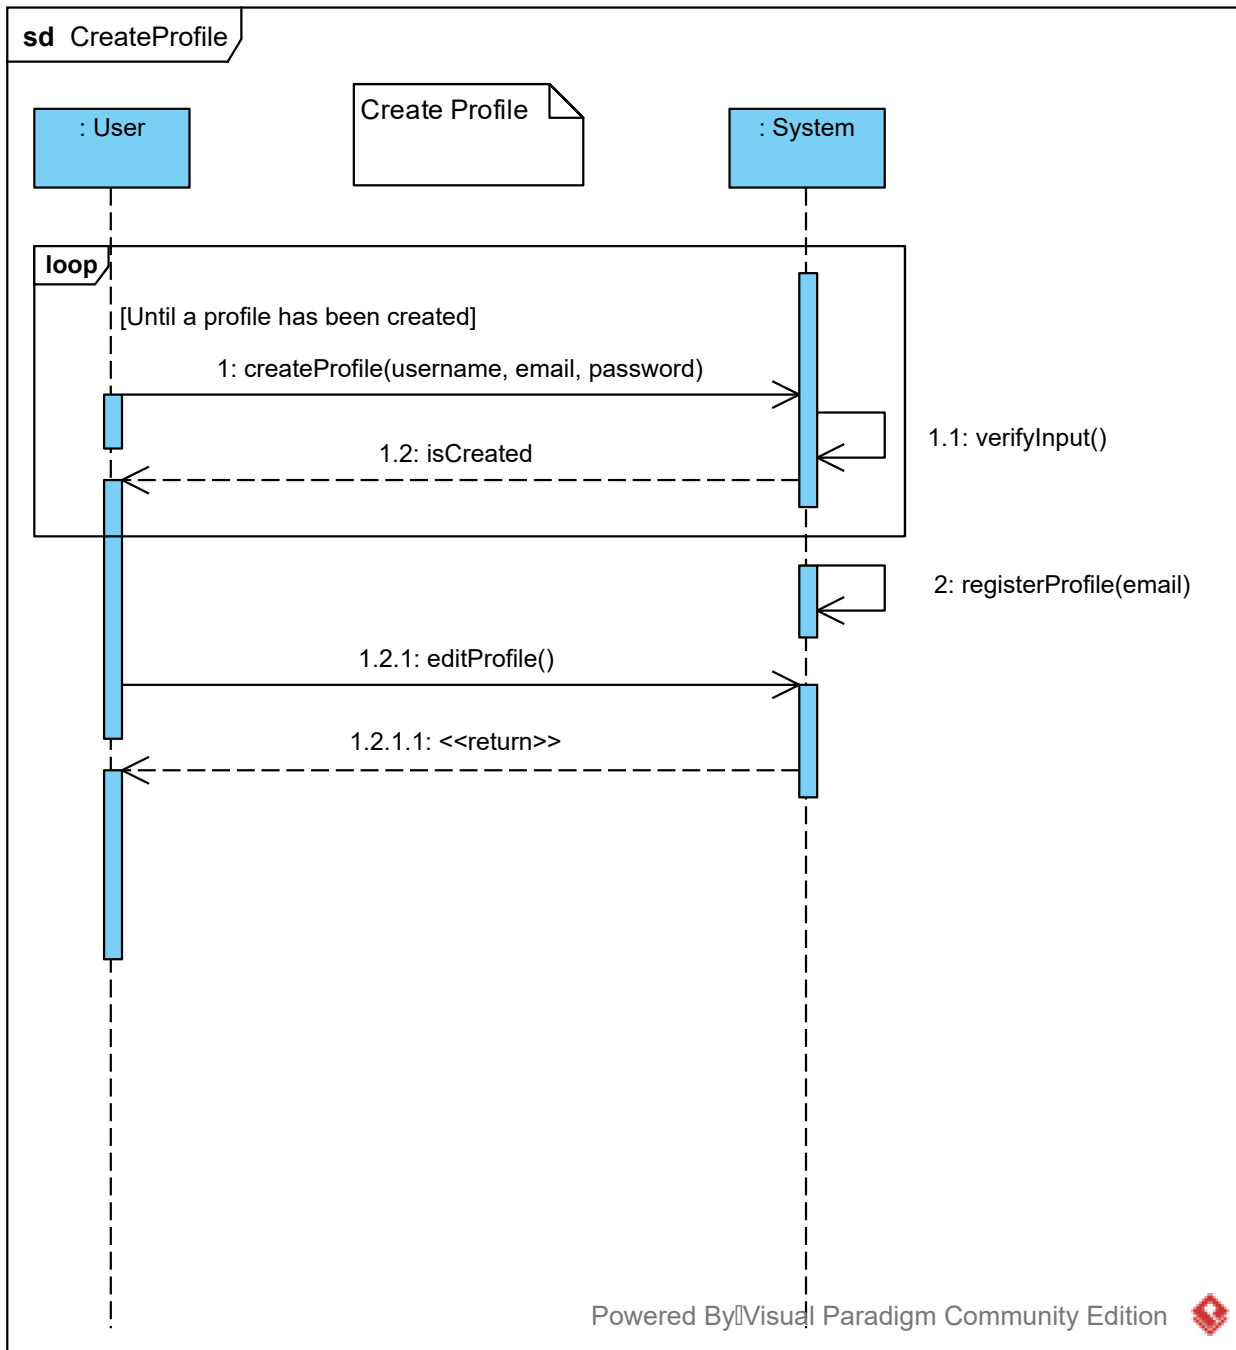 sd CreateProfile
Create Profile
: User
: System
loop
[Until a profile has been created]
1: createProfile(username, email, password)
1.1: verifyInput()
1.2: isCreated
2: registerProfile(email)
1.2.1: editProfile()
1.2.1.1: <<return>>
Powered By Visual Paradigm Community Edition